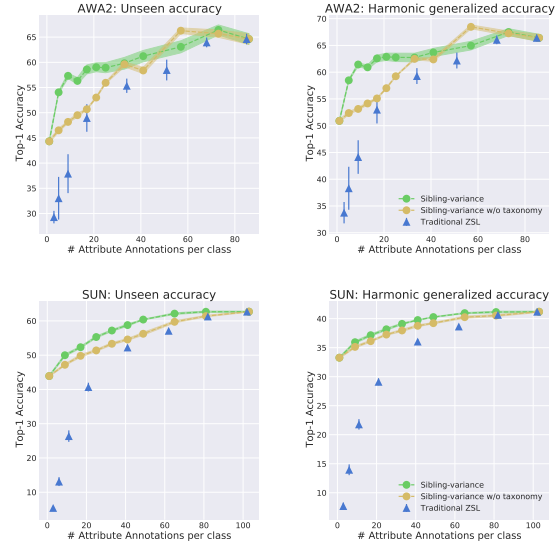 AWA2: Unseen accuracy
65
60
55
50
45
40
35
30
Top-1 Accuracy
0 20 40 60 80
# Attribute Annotations per class
AWA2: Harmonic generalized accuracy
70
65
60
55
50
45
40
35
30
Top-1 Accuracy
Sibling-variance
Sibling-variance w/o taxonomy
Traditional ZSL
0 20 40 60 80
# Attribute Annotations per class
SUN: Unseen accuracy
60
50
40
30
20
10
Top-1 Accuracy
0 20 40 60 80 100
# Attribute Annotations per class
SUN: Harmonic generalized accuracy
40
35
30
25
20
15
10
Top-1 Accuracy
Sibling-variance
Sibling-variance w/o taxonomy
Traditional ZSL
0 20 40 60 80 100
# Attribute Annotations per class